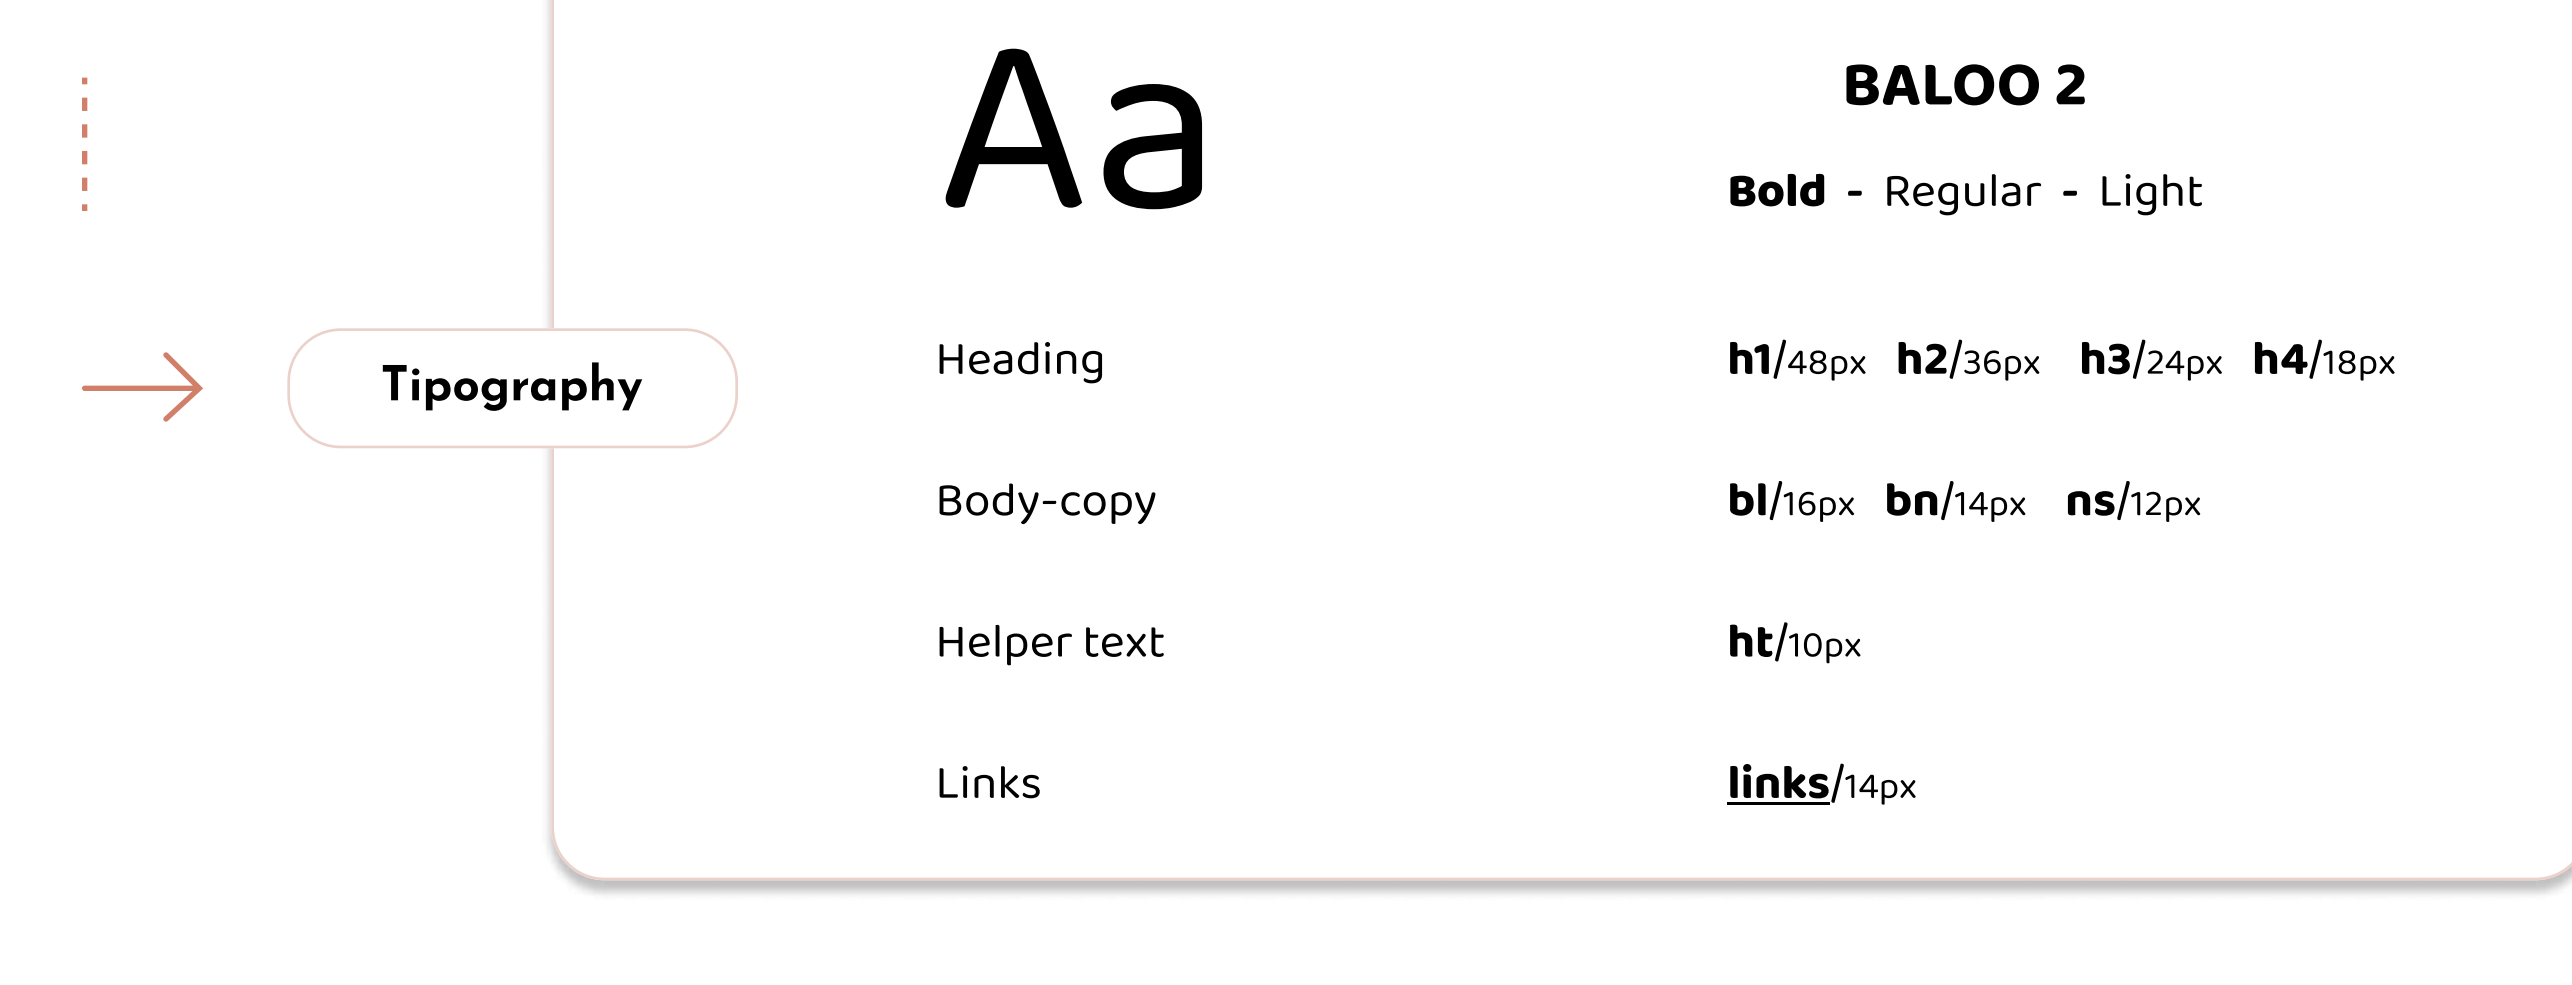 Aa
BALOO 2
Bold - Regular - Light
Tipography
Heading
h1/48px h2/36px h3/24px h4/18px
Body-copy
bl/16px bn/14px ns/12px
Helper text
ht/10px
Links
links/14px